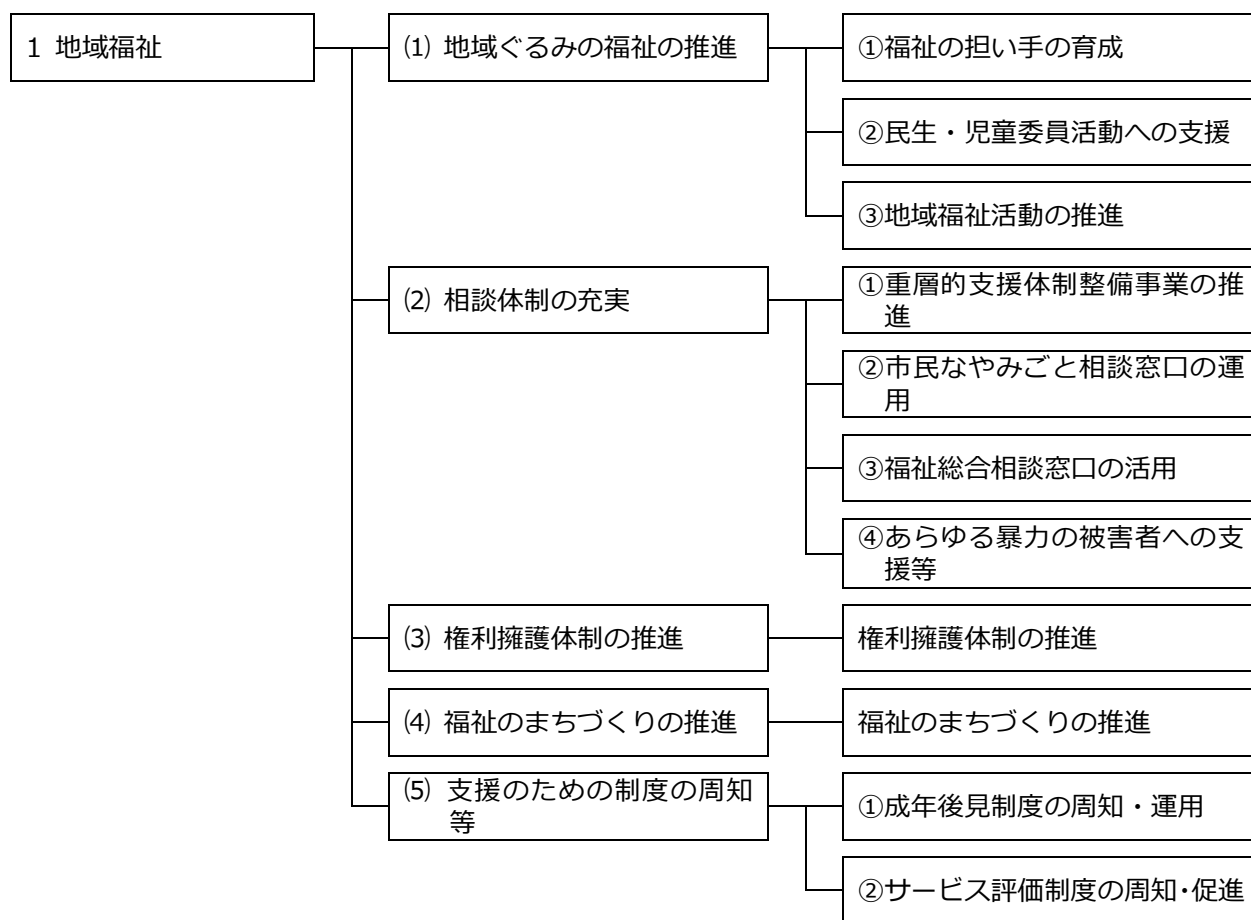 1 地域福祉
⑴ 地域ぐるみの福祉の推進
①福祉の担い手の育成
②民生・児童委員活動への支援
③地域福祉活動の推進
⑵ 相談体制の充実
①重層的支援体制整備事業の推
進
②市民なやみごと相談窓口の運
用
③福祉総合相談窓口の活用
④あらゆる暴力の被害者への支
援等
⑶ 権利擁護体制の推進
権利擁護体制の推進
⑷ 福祉のまちづくりの推進
福祉のまちづくりの推進
⑸ 支援のための制度の周知
等
①成年後見制度の周知・運用
②サービス評価制度の周知･促進